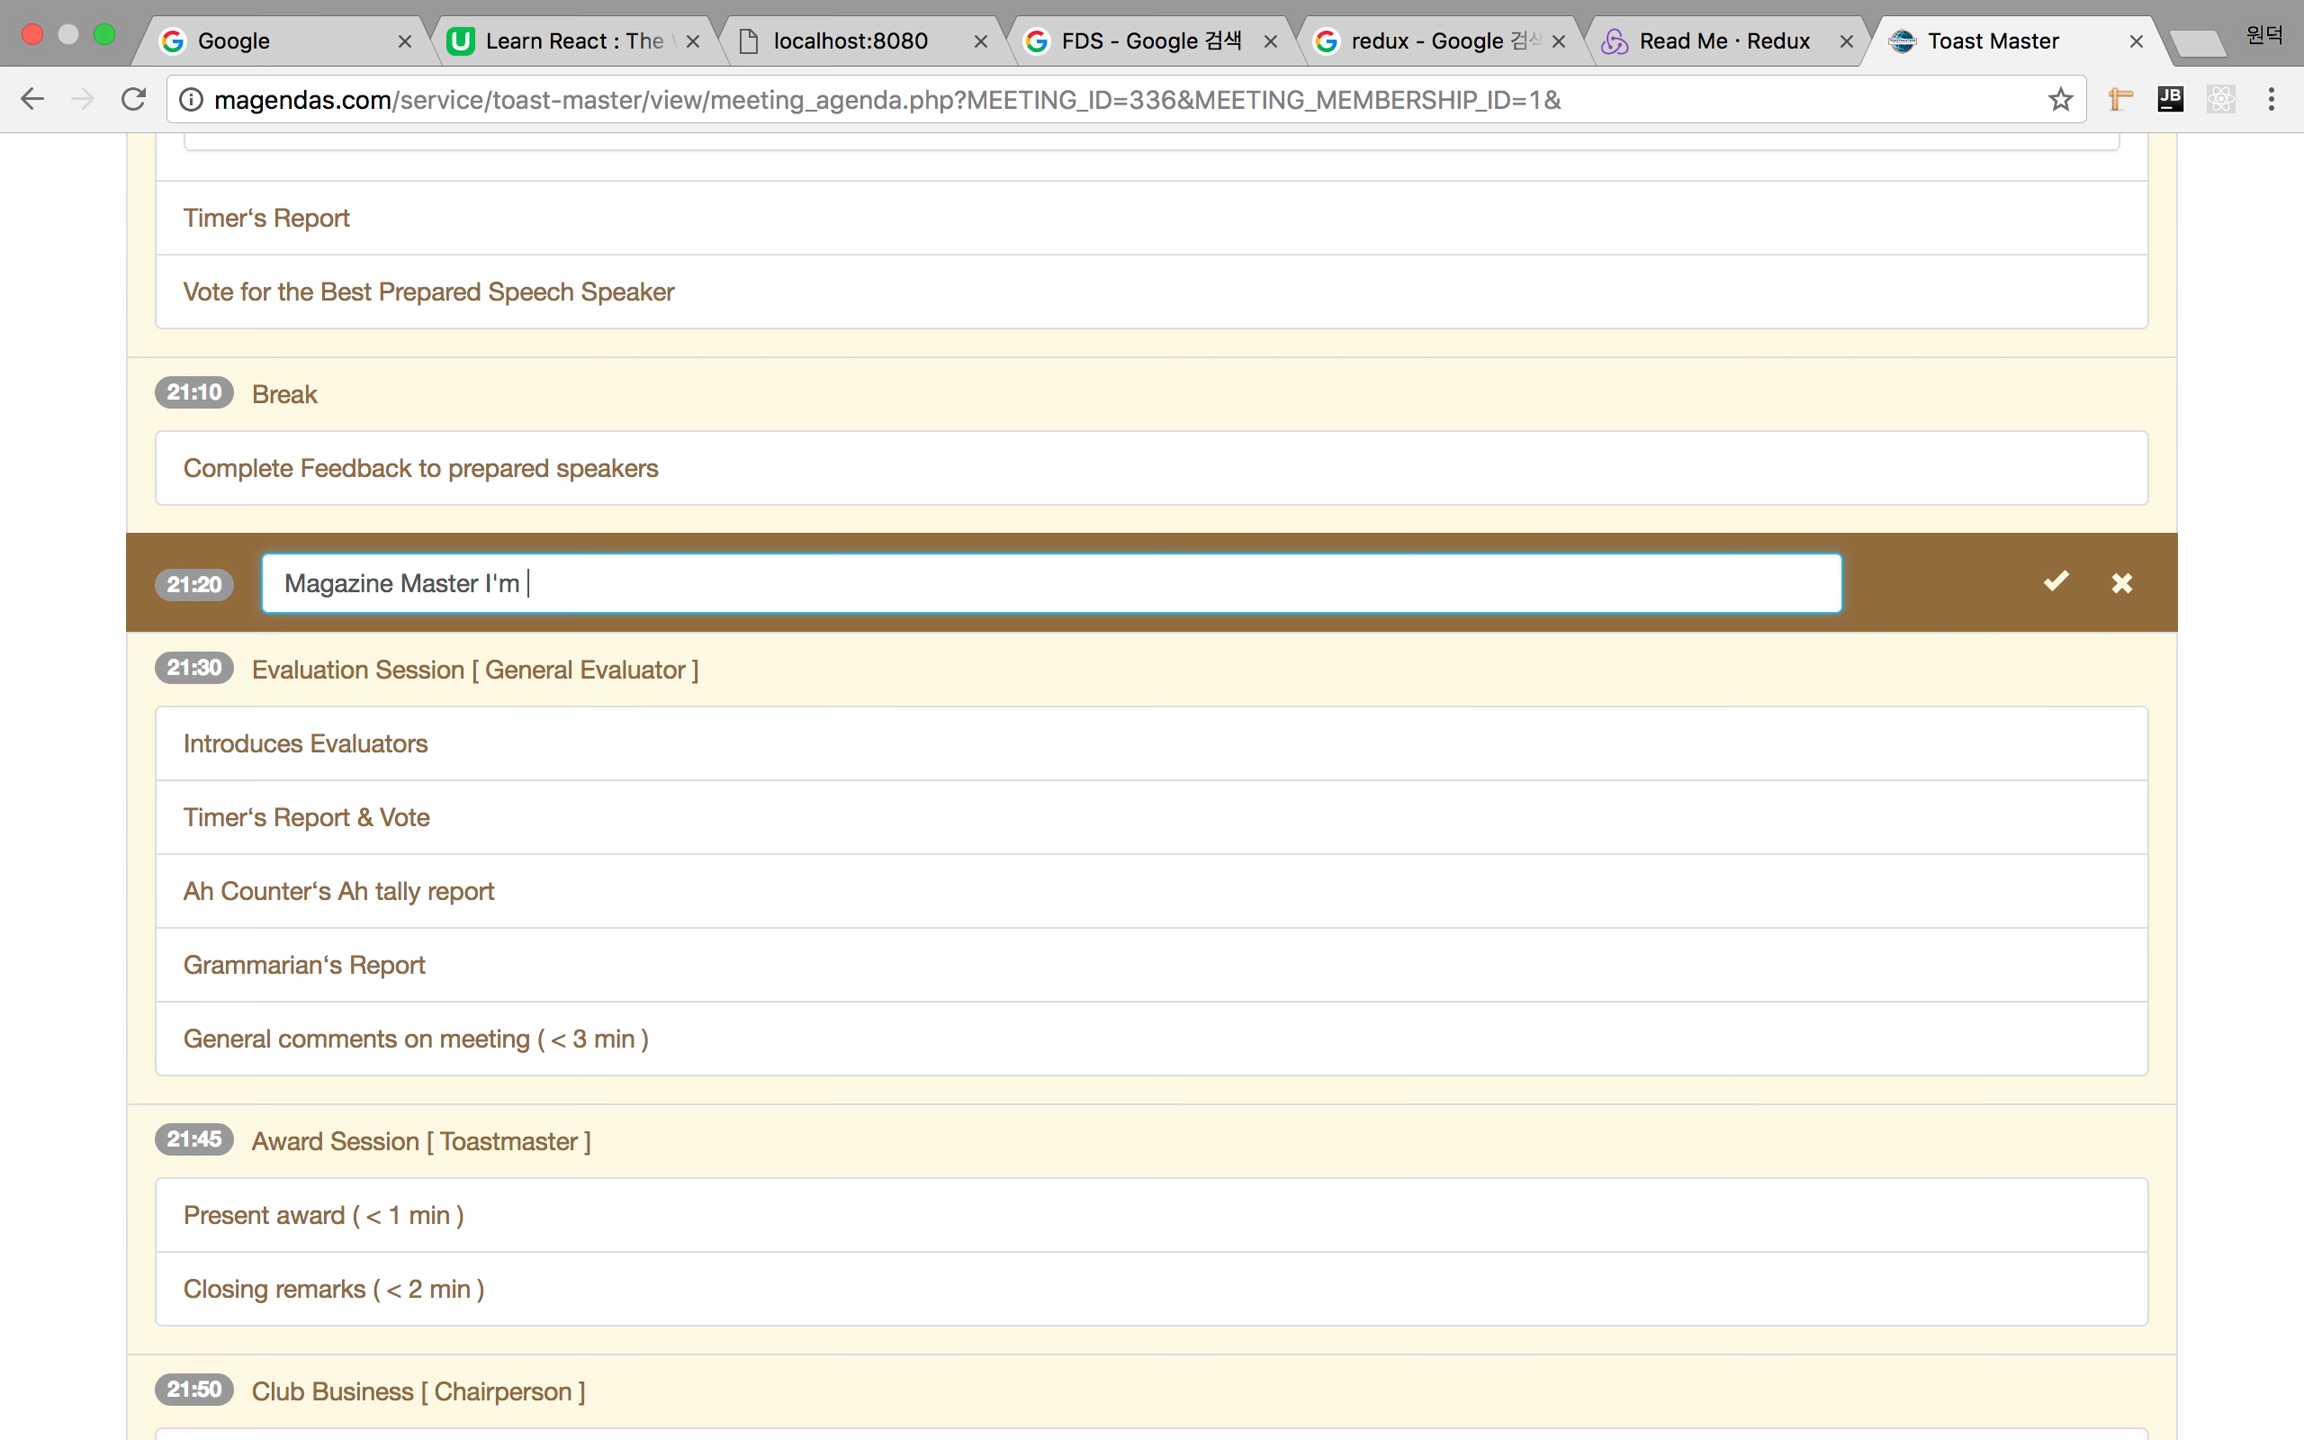 Google
Learn React : The
localhost:8080
FDS - Google 검색
redux - Google 검색
Read Me · Redux
Toast Master
원덕
magendas.com/service/toast-master/view/meeting_agenda.php?MEETING_ID=336&MEETING_MEMBERSHIP_ID=1&
JB
Timer‘s Report
Vote for the Best Prepared Speech Speaker
21:10 Break
Complete Feedback to prepared speakers
21:20 Magazine Master I'm
21:30 Evaluation Session [ General Evaluator ]
Introduces Evaluators
Timer‘s Report & Vote
Ah Counter‘s Ah tally report
Grammarian‘s Report
General comments on meeting ( < 3 min )
21:45 Award Session [ Toastmaster ]
Present award ( < 1 min )
Closing remarks ( < 2 min )
21:50 Club Business [ Chairperson ]